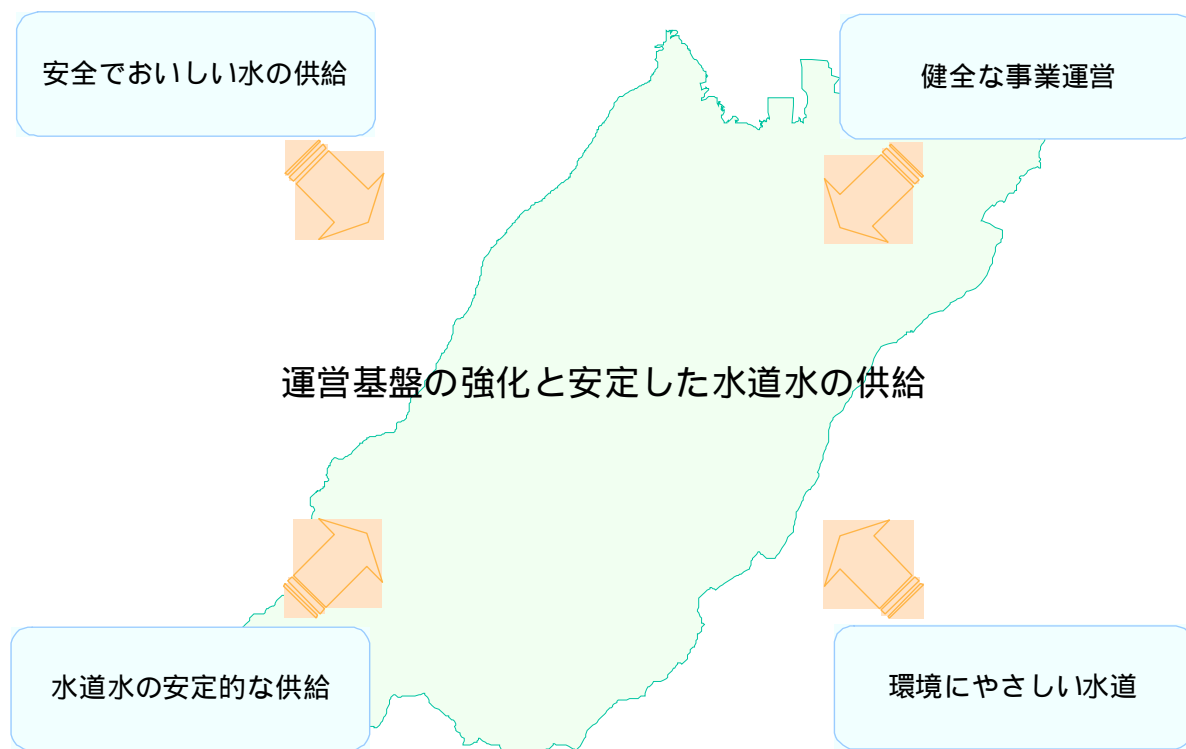 安全でおいしい水の供給
健全な事業運営
運営基盤の強化と安定した水道水の供給
水道水の安定的な供給
環境にやさしい水道